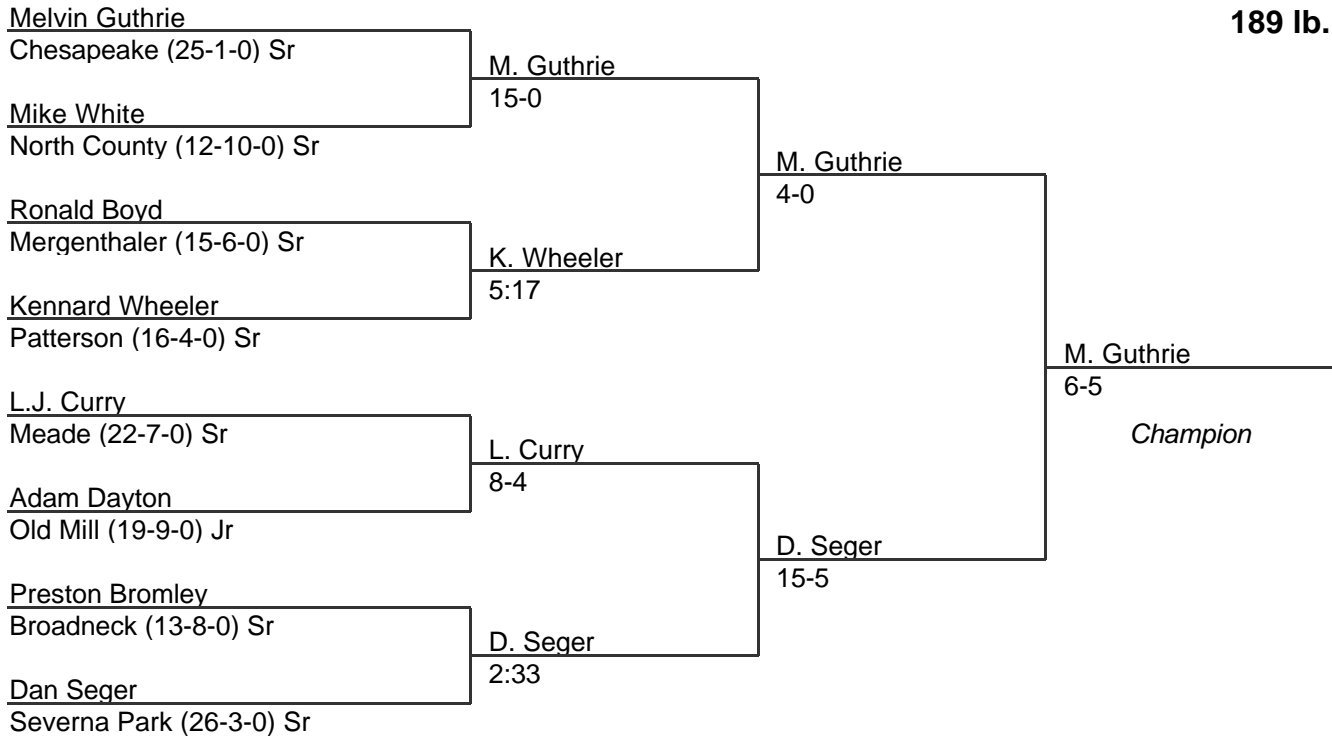 189 lb.
Melvin Guthrie
Chesapeake (25-1-0) Sr
M. Guthrie
15-0
Mike White
North County (12-10-0) Sr
M. Guthrie
4-0
Ronald Boyd
Mergenthaler (15-6-0) Sr
K. Wheeler
5:17
Kennard Wheeler
Patterson (16-4-0) Sr
M. Guthrie
6-5
Champion
L.J. Curry
Meade (22-7-0) Sr
L. Curry
8-4
Adam Dayton
Old Mill (19-9-0) Jr
D. Seger
15-5
Preston Bromley
Broadneck (13-8-0) Sr
D. Seger
2:33
Dan Seger
Severna Park (26-3-0) Sr